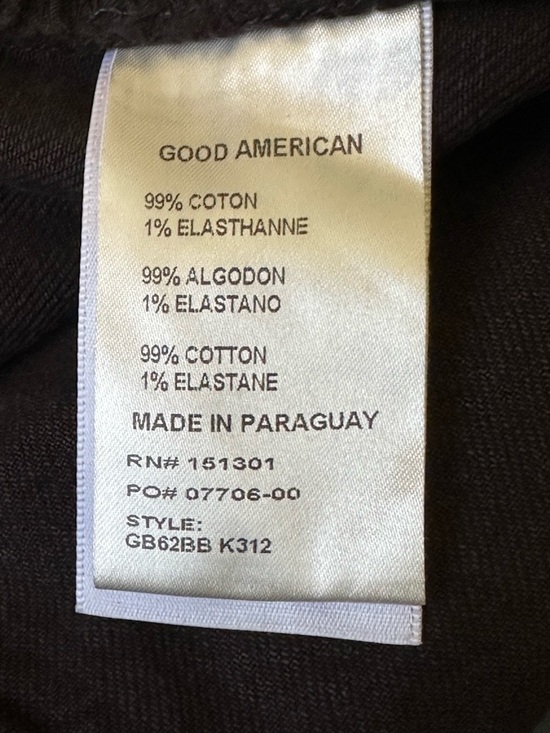 GOOD AMERICAN
99% COTON
1% ELASTHANNE
99% ALGODON
1% ELASTANO
99% COTTON
1% ELASTANE
MADE IN PARAGUAY
RN# 151301
PO# 07706-00
STYLE:
GB62BB K312